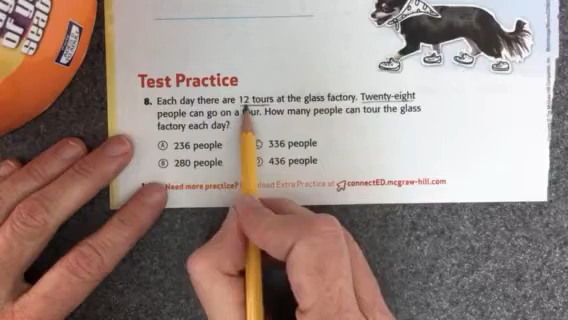 Test Practice
8. Each day there are 12 tours at the glass factory. Twenty-eight
people can go on a tour. How many people can tour the glass
factory each day?
Ⓐ 236 people Ⓒ 336 people
Ⓑ 280 people 436 people
Need more practice? Extra Practice at connectED.mcgraw-hill.com